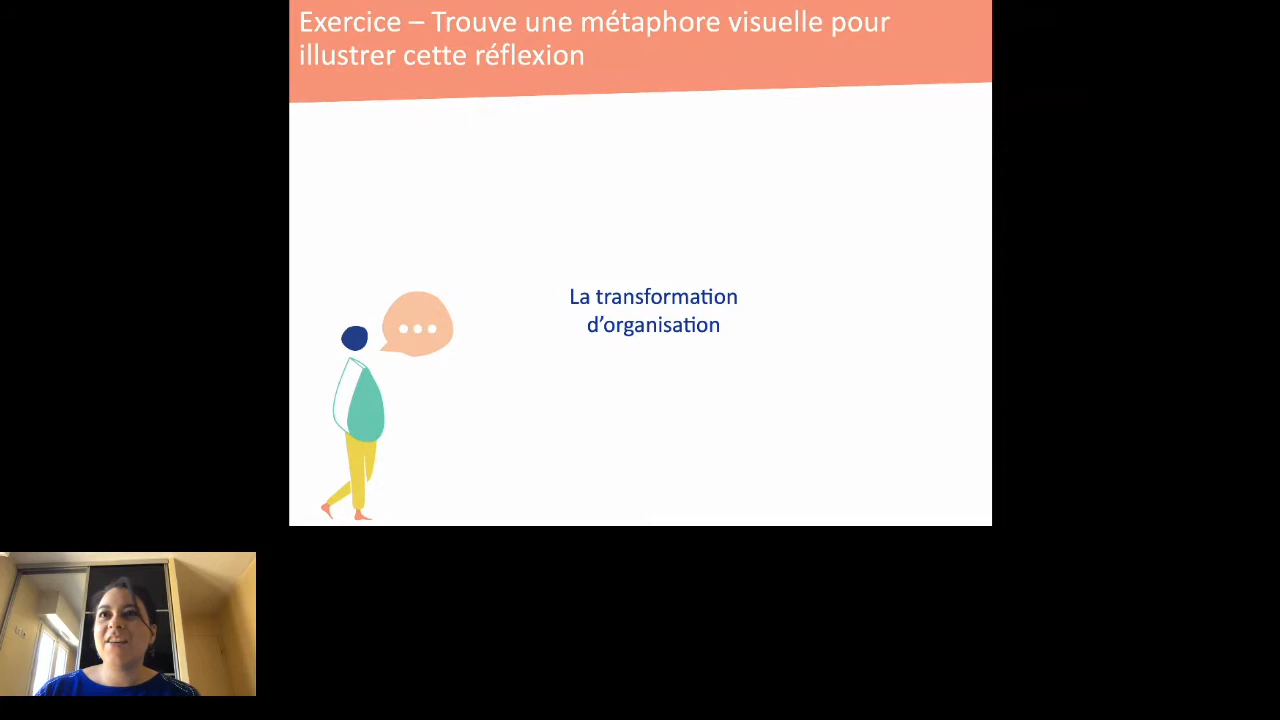 Exercice – Trouve une métaphore visuelle pour
illustrer cette réflexion
La transformation
d’organisation